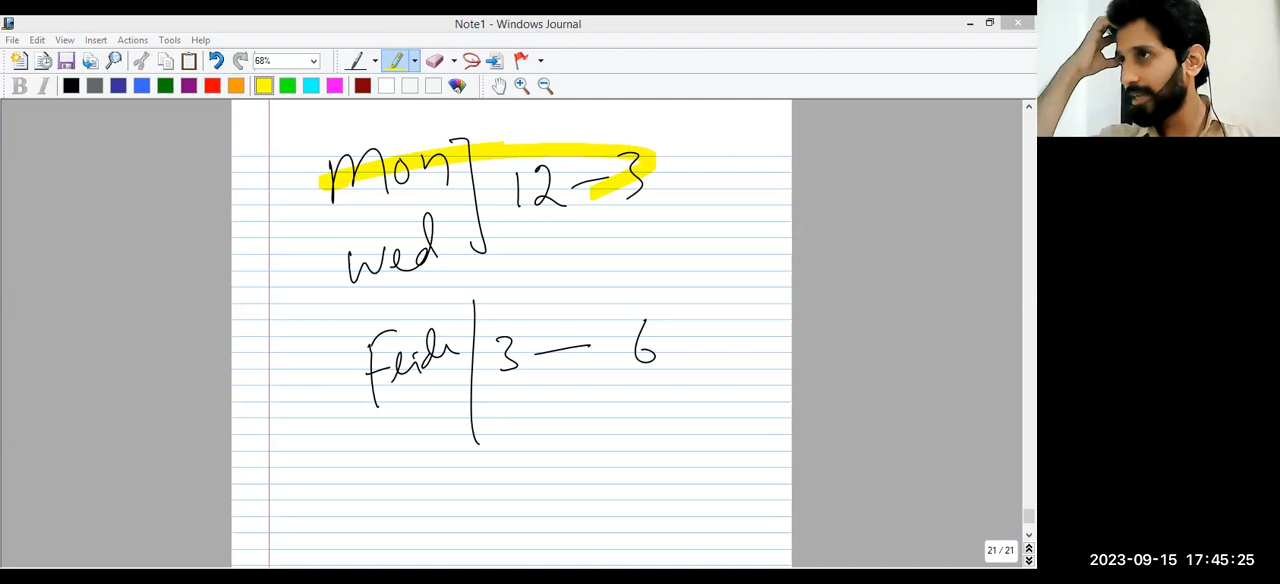 Note1 - Windows Journal
File Edit View Insert Actions Tools Help
68%
B I
Mon 12 - 3
Wed
3 — 6
21 / 21
2023-09-15 17:45:25